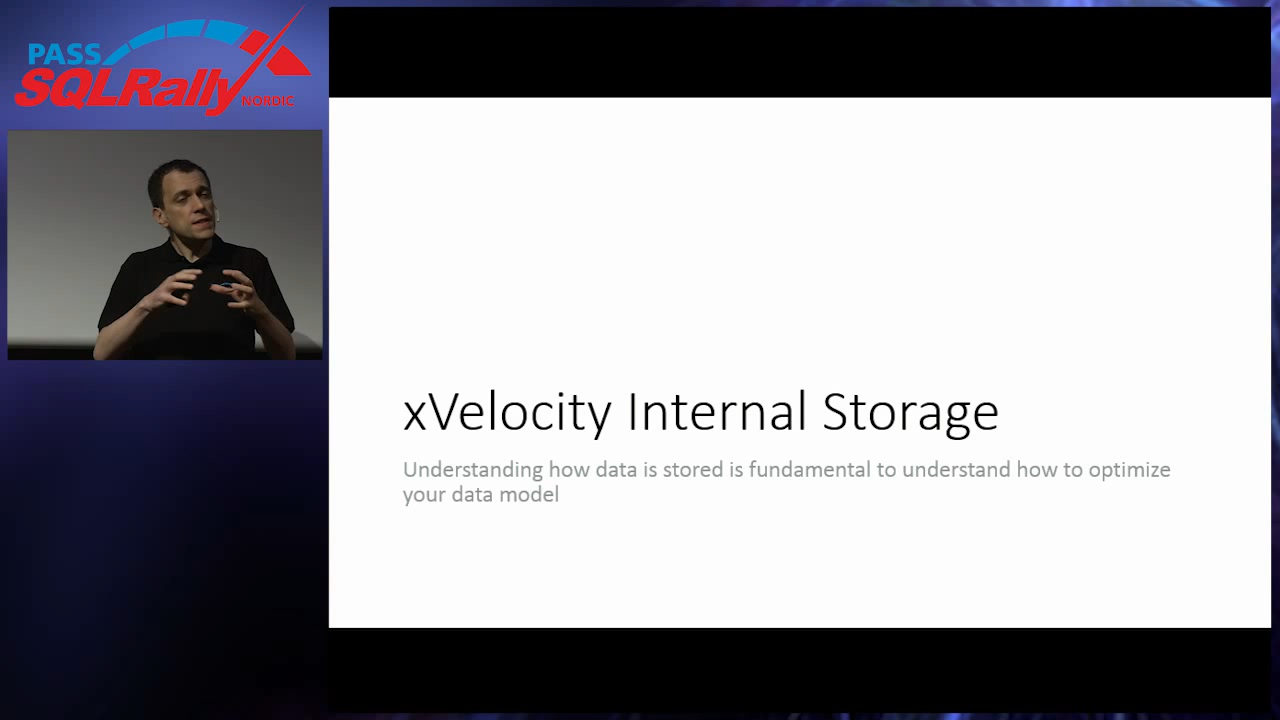 PASS
SQLRally
NORDIC
xVelocity Internal Storage
Understanding how data is stored is fundamental to understand how to optimize
your data model